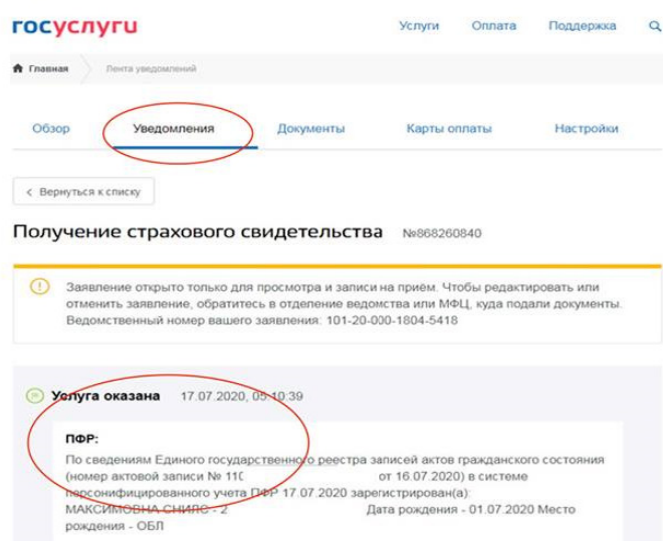 госуслуги
Услуги Оплата Поддержка
Главная Лента уведомлений
Обзор Уведомления Документы Карты оплаты Настройки
< Вернуться к списку
Получение страхового свидетельства №868260840
Заявление открыто только для просмотра и записи на приём. Чтобы редактировать или
отменить заявление, обратитесь в отделение ведомства или МФЦ, куда подали документы.
Ведомственный номер вашего заявления: 101-20-000-1804-5418
Услуга оказана 17.07.2020, 05:10:39
ПФР:
По сведениям Единого государственного реестра записей актов гражданского состояния
(номер актовой записи № 110 от 16.07.2020) в системе
персонифицированного учета ПФР 17.07.2020 зарегистрирован(а):
МАКСИМОВНА СНИЛС - 2 Дата рождения - 01.07.2020 Место
рождения - ОБЛ